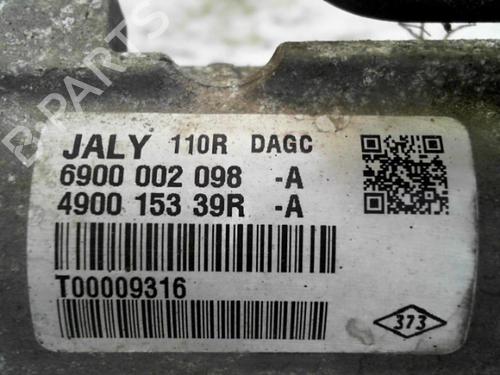 B-PARTS
JALY 110R DAGC
6900 002 098 -A
4900 153 39R -A
T00009316
373